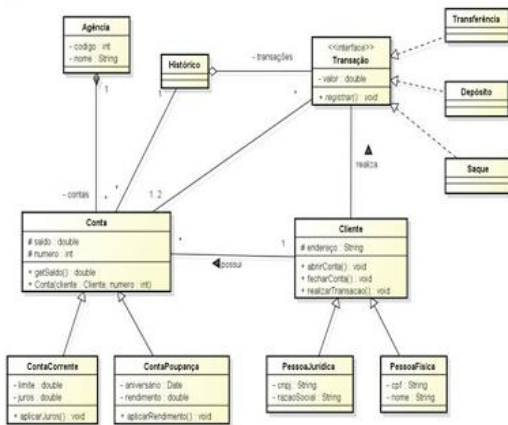 Agência
- codigo : int
- nome : String
1
Histórico
- transações
1
<<interface>>
Transação
- valor : double
+ registrar() : void
*
Transferência
Depósito
Saque
realiza
- contas
*
*
1..2
Conta
# saldo : double
# numero : int
+ getSaldo() : double
+ Conta(cliente : Cliente, numero : int)
*
possui
1
Cliente
# endereço : String
+ abrirConta() : void
+ fecharConta() : void
+ realizarTransacao() : void
ContaCorrente
- limite : double
- juros : double
+ aplicarJuros() : void
ContaPoupança
- aniversário : Date
- rendimento : double
+ aplicarRendimento() : void
PessoaJurídica
- cnpj : String
- razaoSocial : String
PessoaFísica
- cpf : String
- nome : String